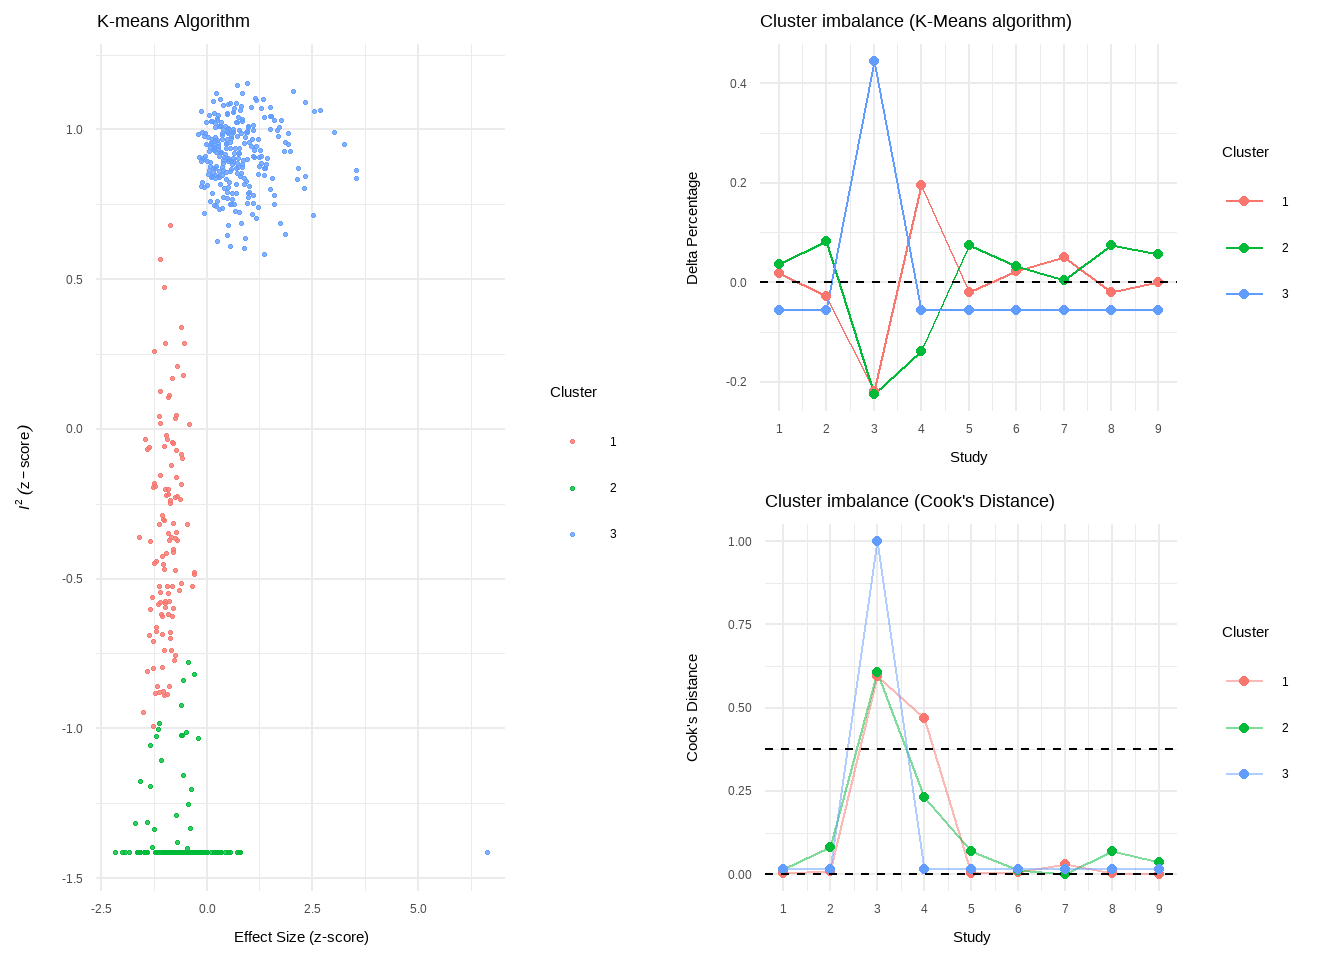 K-means Algorithm
1.0
0.5
0.0
-0.5
-1.0
-1.5
-2.5
0.0
2.5
5.0
I² (z − score)
Effect Size (z-score)
Cluster
1
2
3
Cluster imbalance (K-Means algorithm)
0.4
0.2
0.0
-0.2
1 2 3 4 5 6 7 8 9
Delta Percentage
Study
Cluster
1
2
3
Cluster imbalance (Cook's Distance)
1.00
0.75
0.50
0.25
0.00
1 2 3 4 5 6 7 8 9
Cook's Distance
Study
Cluster
1
2
3